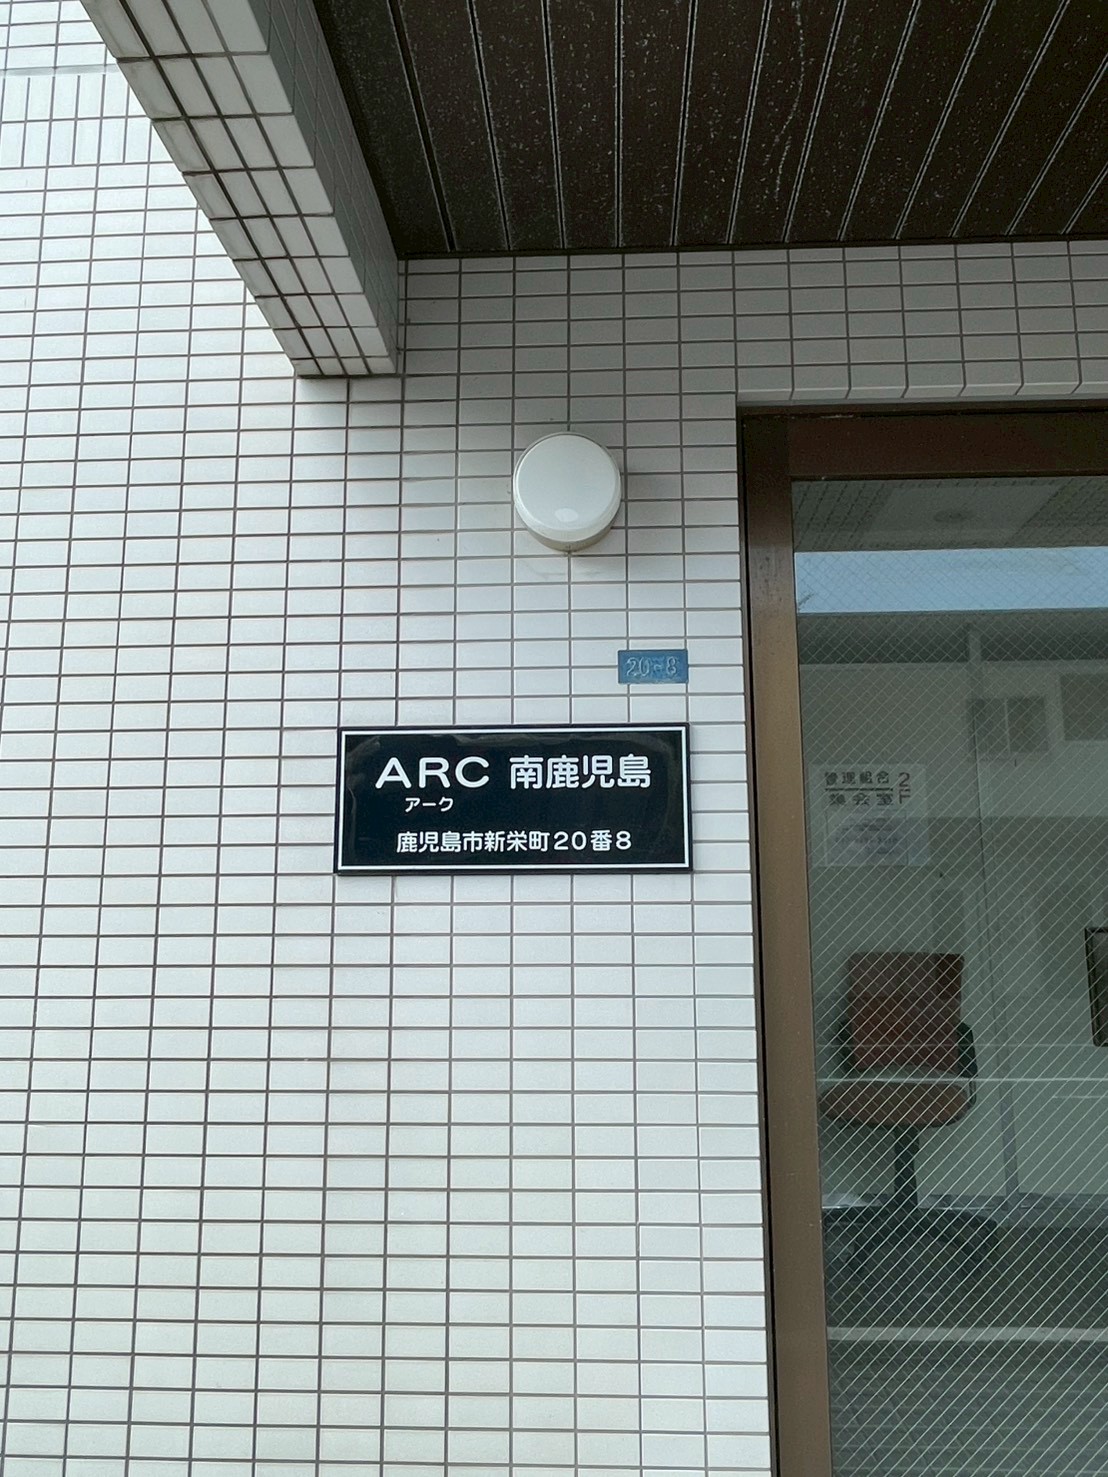 20-8
ARC 南鹿児島
アーク
鹿児島市新栄町20番8
管理組合 2F
集会室